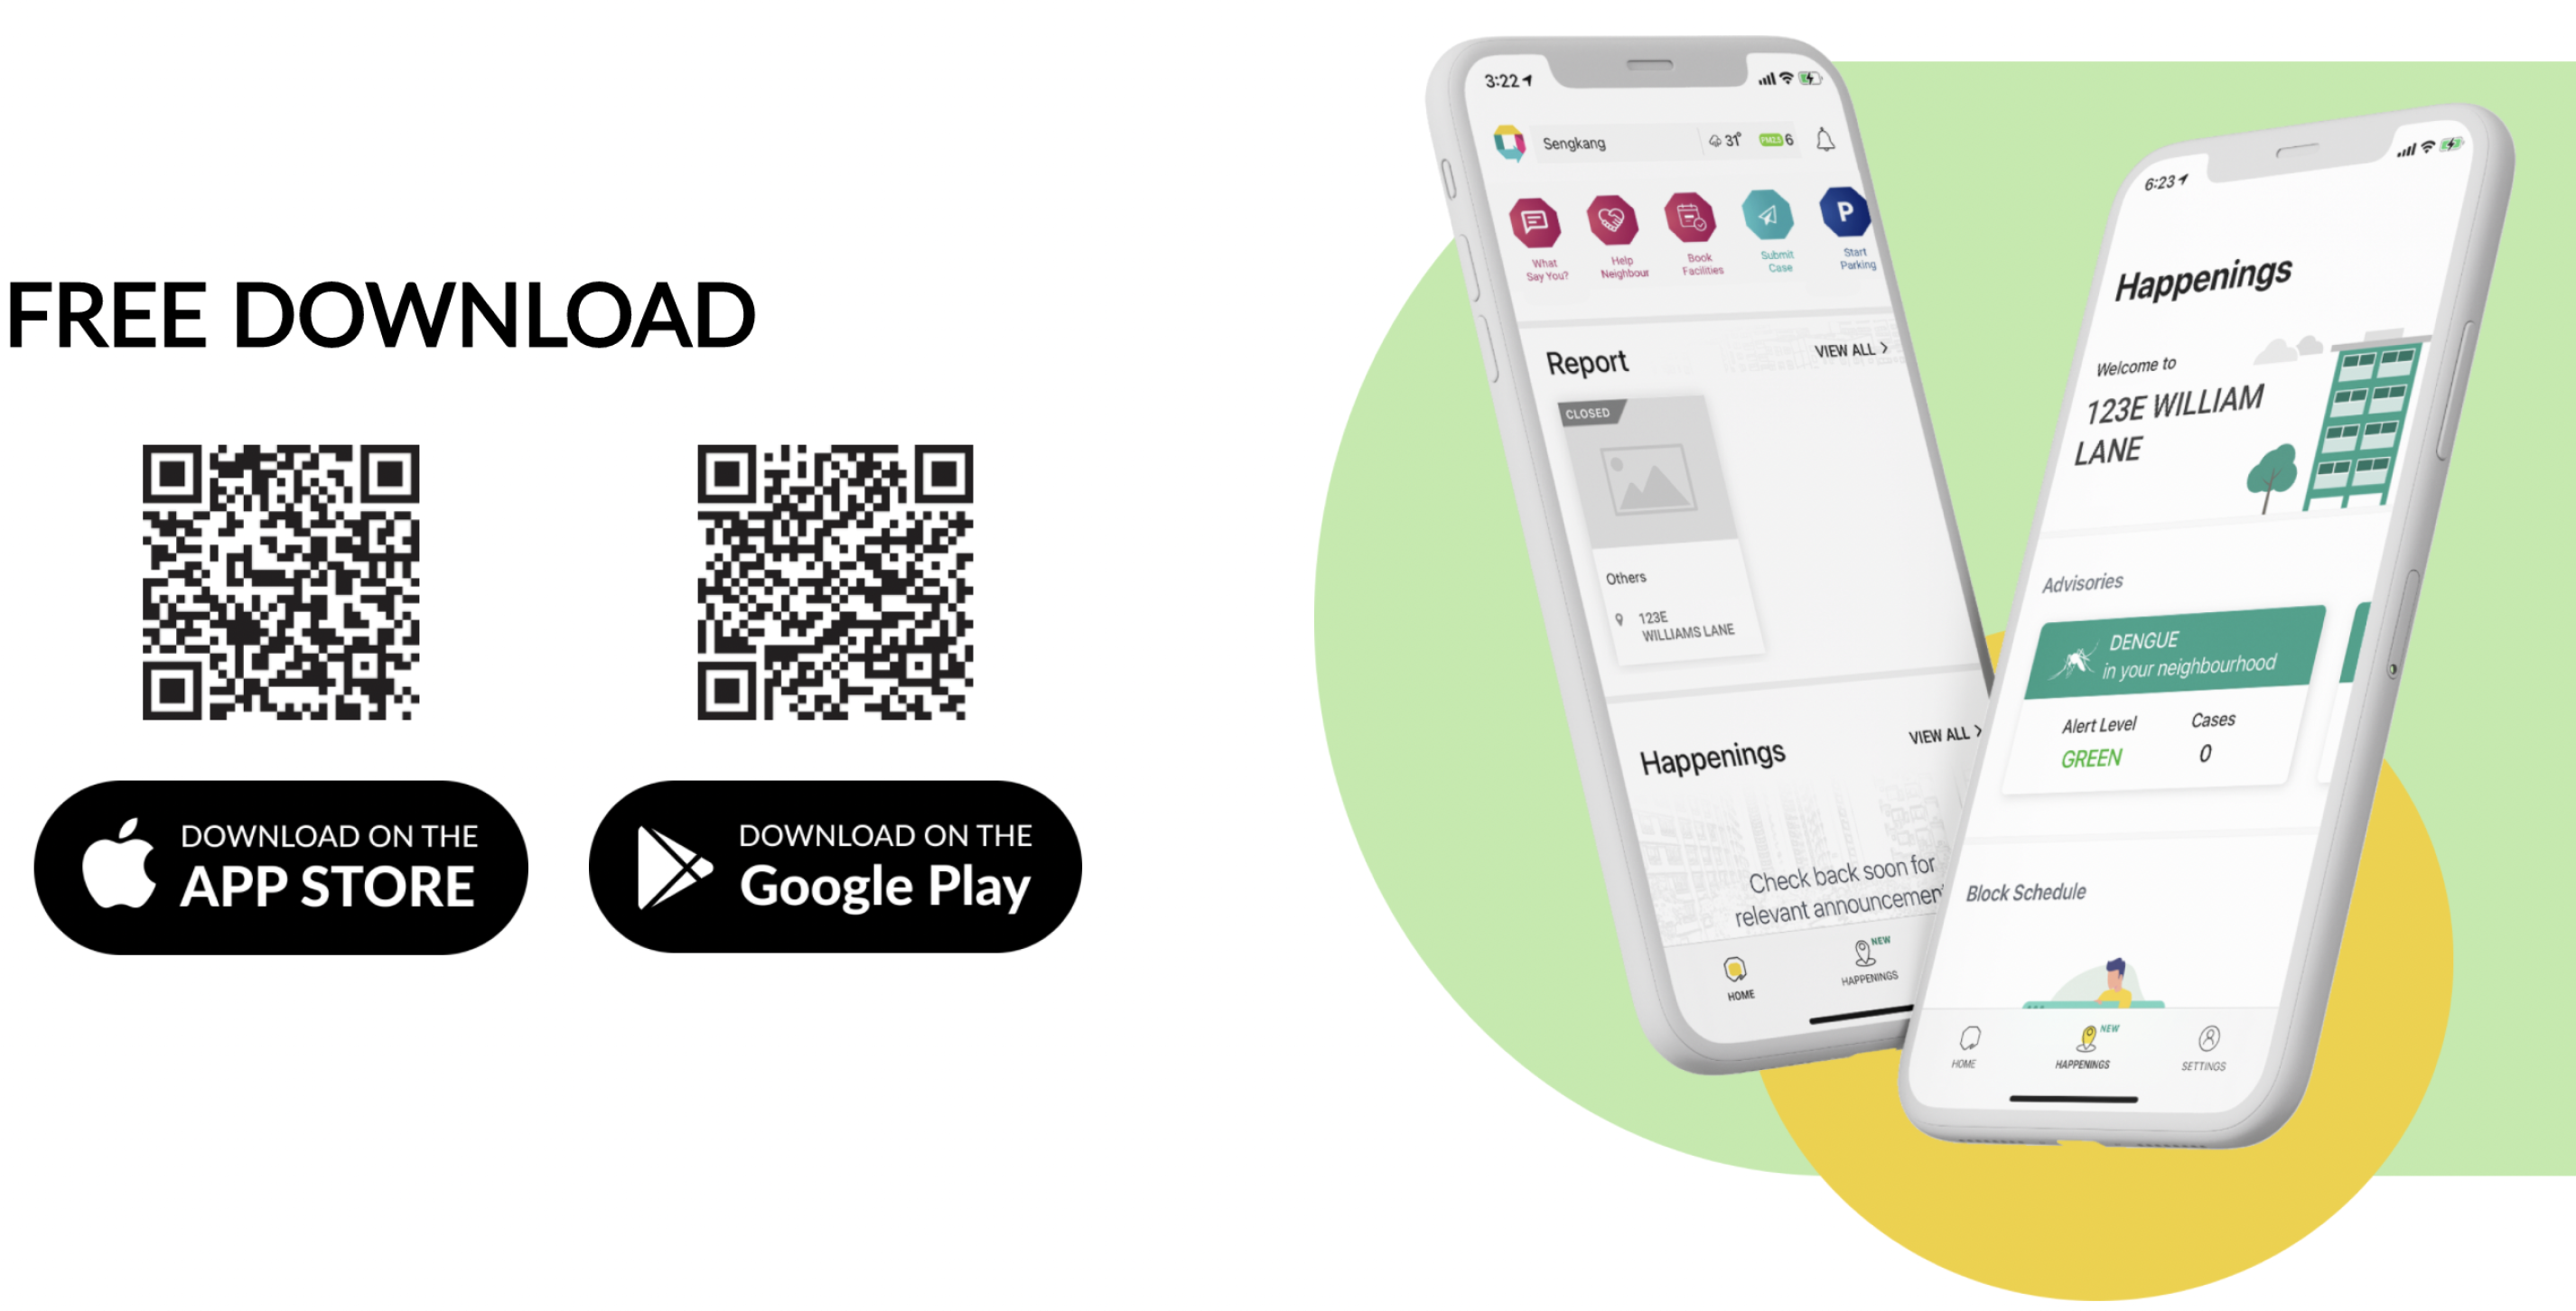 FREE DOWNLOAD
DOWNLOAD ON THE
APP STORE
DOWNLOAD ON THE
Google Play
3:22
Sengkang
31°
PM2.5 6
What
Say You?
Help
Neighbour
Book
Facilities
Submit
Case
P
Start
Parking
Report
VIEW ALL >
CLOSED
Others
123E
WILLIAMS LANE
Happenings
VIEW ALL >
Check back soon for
relevant announcemen
HOME
NEW
HAPPENINGS
6:23
Happenings
Welcome to
123E WILLIAM
LANE
Advisories
DENGUE
in your neighbourhood
Alert Level
Cases
GREEN
0
Block Schedule
HOME
NEW
HAPPENINGS
SETTINGS